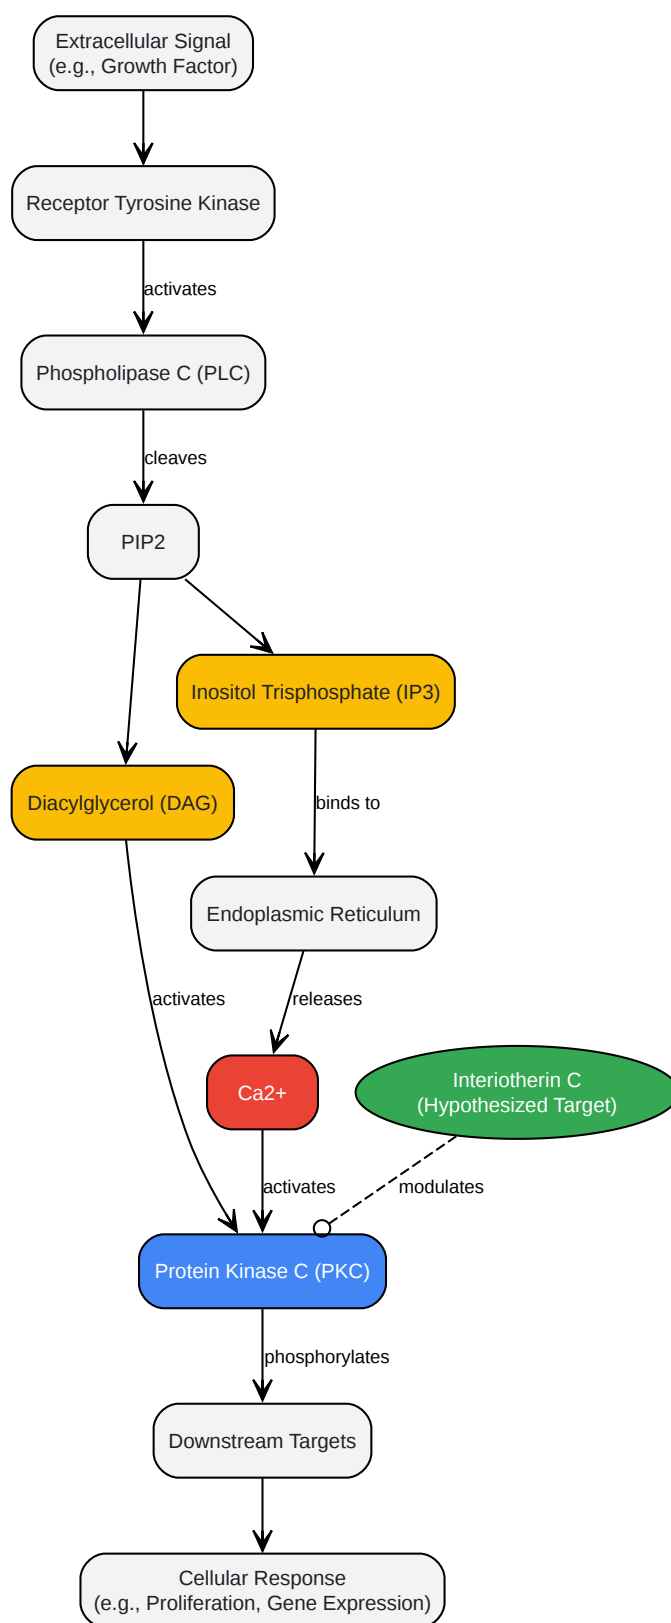 Extracellular Signal
(e.g., Growth Factor)
Receptor Tyrosine Kinase
activates
Phospholipase C (PLC)
cleaves
PIP2
Inositol Trisphosphate (IP3)
Diacylglycerol (DAG)
binds to
Endoplasmic Reticulum
activates
releases
Ca2+
Interiotherin C
(Hypothesized Target)
activates
modulates
Protein Kinase C (PKC)
phosphorylates
Downstream Targets
Cellular Response
(e.g., Proliferation, Gene Expression)